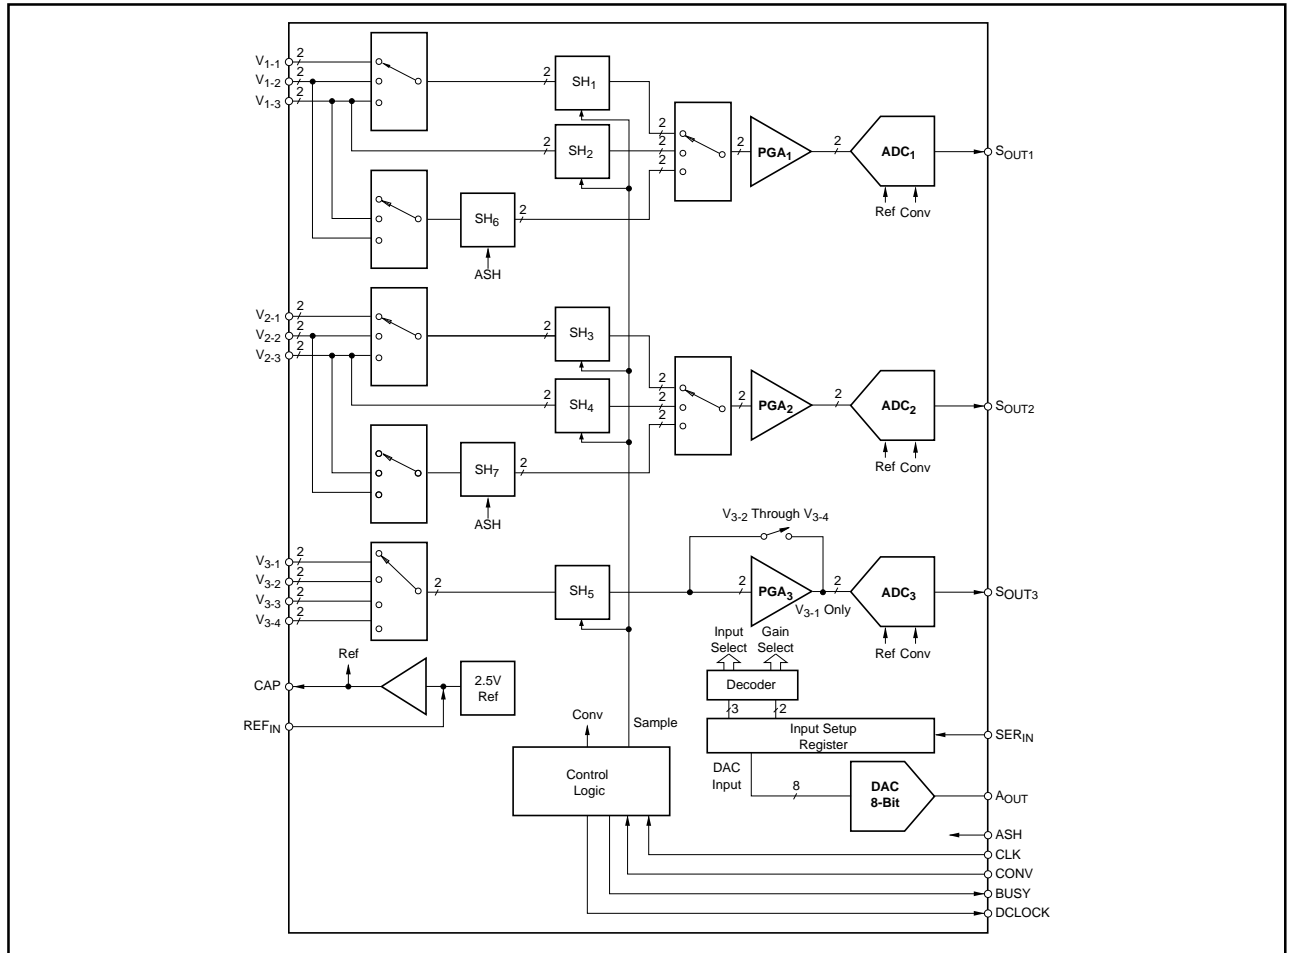 V1-1 2
V1-2 2
V1-3 2
2 SH1
2 SH2
2
2
2
2 PGA1 2 ADC1 SOUT1
Ref Conv
SH6 2
ASH
V2-1 2
V2-2 2
V2-3 2
2 SH3
2 SH4
2
2
2
2 PGA2 2 ADC2 SOUT2
Ref Conv
SH7 2
ASH
V3-2 Through V3-4
V3-1 2
V3-2 2
V3-3 2
V3-4 2
2 SH5 2 PGA3 2 ADC3 SOUT3
V3-1 Only
Ref Conv
Input Select
Gain Select
Ref
CAP
2.5V Ref
REFIN
Decoder
3 2
Conv Sample
Input Setup Register
SERIN
Control Logic
DAC Input
8
DAC 8-Bit
AOUT
ASH
CLK
CONV
BUSY
DCLOCK